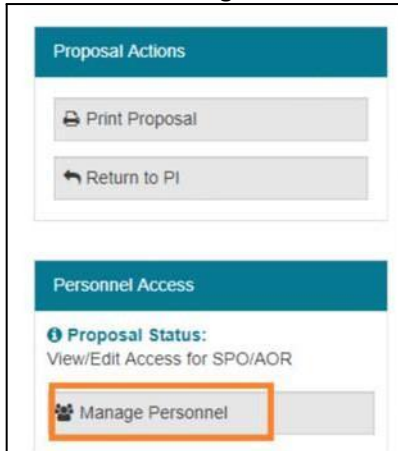 Proposal Actions
Print Proposal
Return to PI
Personnel Access
Proposal Status:
View/Edit Access for SPO/AOR
Manage Personnel